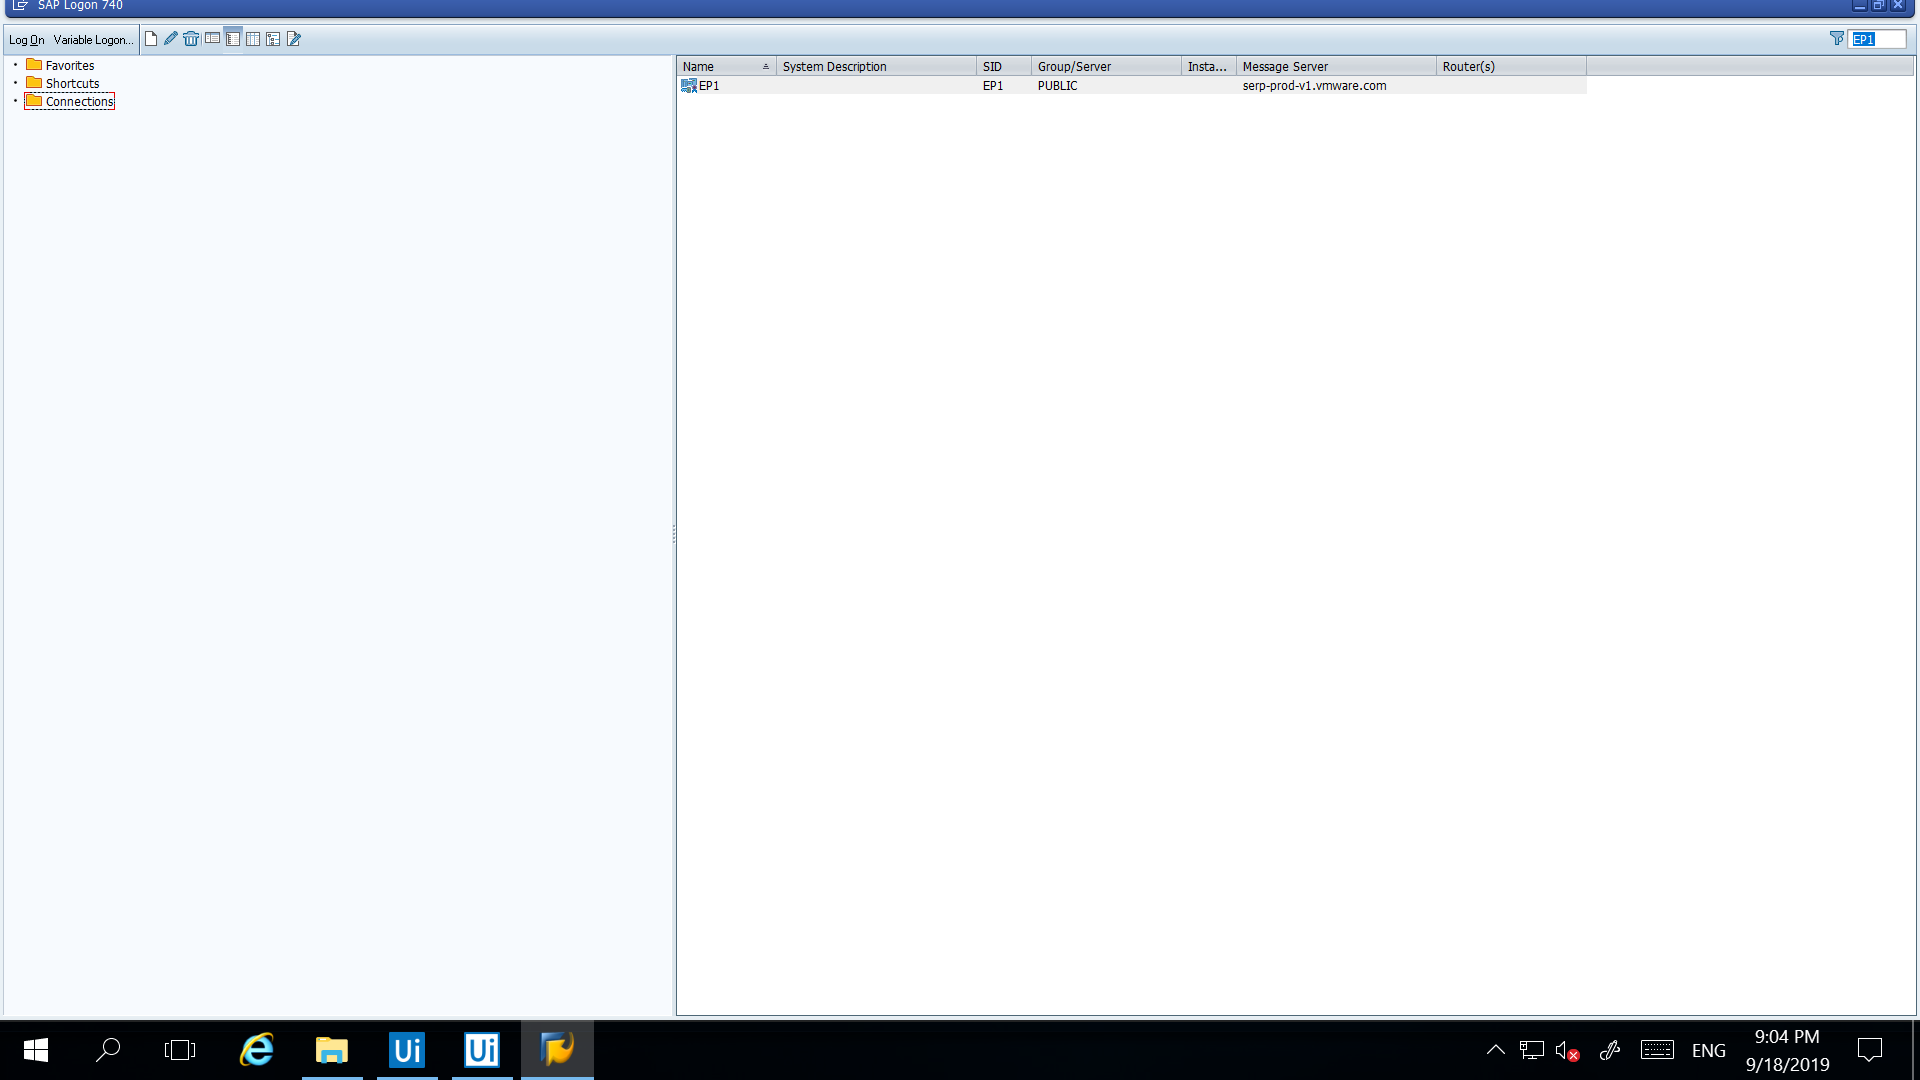 SAP Logon 740
Log On Variable Logon... EP1
Favorites
Shortcuts
Connections
Name System Description SID Group/Server Insta... Message Server Router(s)
EP1 EP1 PUBLIC serp-prod-v1.vmware.com
Ui Ui
ENG
9:04 PM
9/18/2019